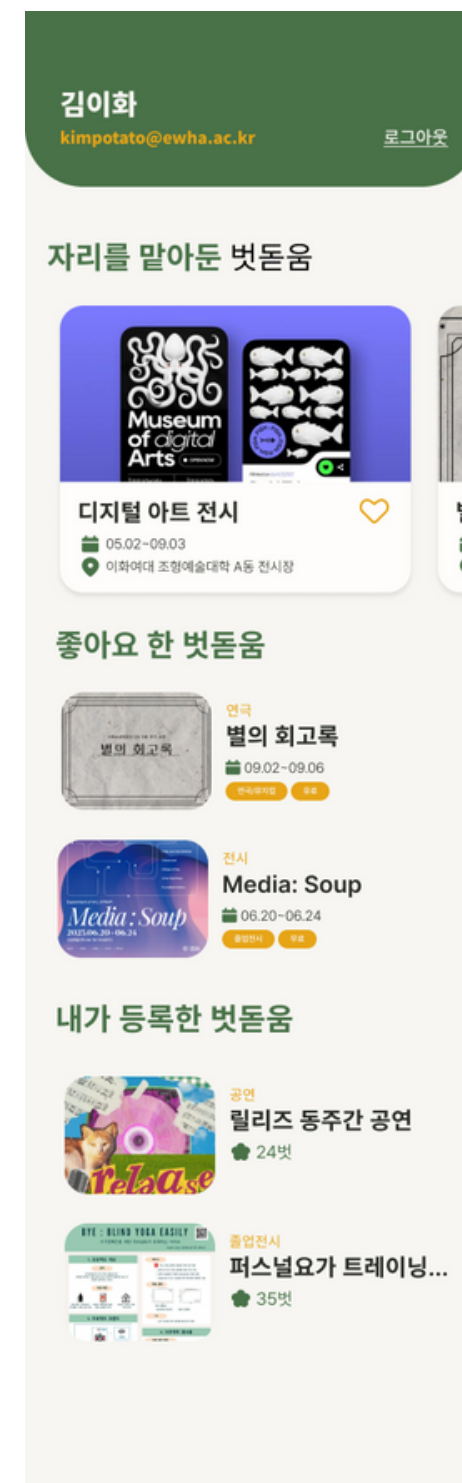 김이화
kimpotato@ewha.ac.kr
로그아웃
자리를 맡아둔 벗돋움
Museum
of digital
Arts
디지털 아트 전시
05.02~09.03
이화여대 조형예술대학 A동 전시장
좋아요 한 벗돋움
별의 회고록
연극
별의 회고록
09.02~09.06
연극/뮤지컬 유료
Media : Soup
2025.06.20 - 06.24
전시
Media: Soup
06.20~06.24
졸업전시 무료
내가 등록한 벗돋움
relaase
공연
릴리즈 동주간 공연
24벗
BYE : BLIND YOGA EASILY
졸업전시
퍼스널요가 트레이닝...
35벗